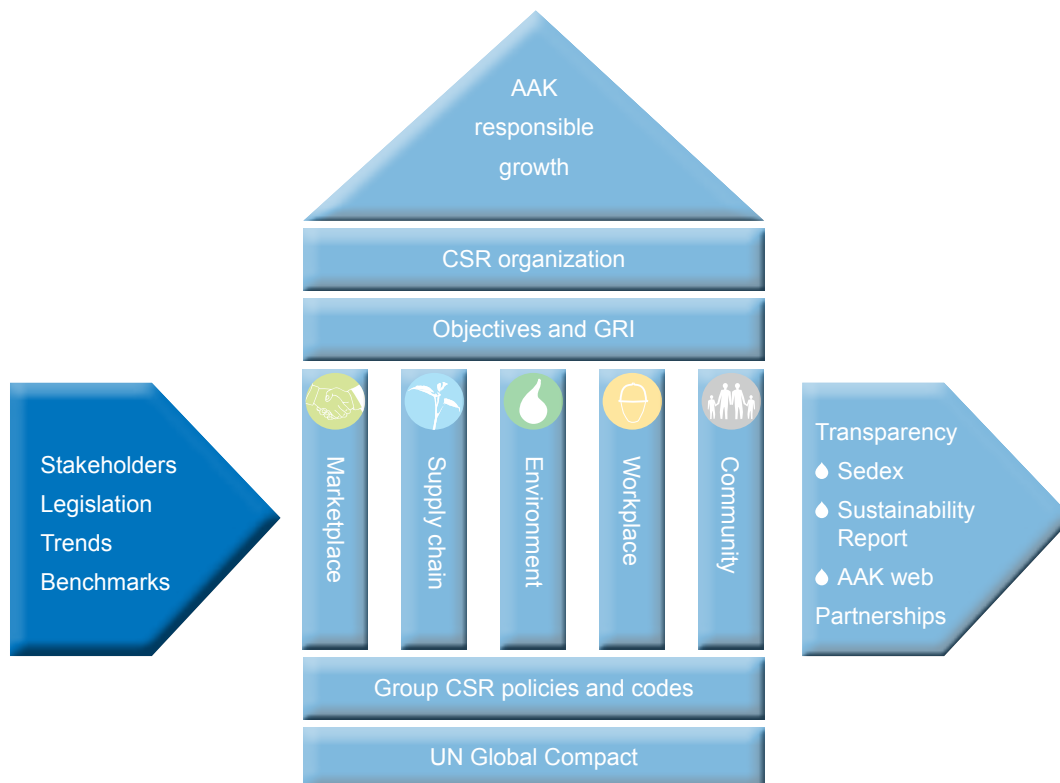 AAK
responsible
growth
CSR organization
Objectives and GRI
Stakeholders
Legislation
Trends
Benchmarks
Marketplace
Supply chain
Environment
Workplace
Community
Transparency
Sedex
Sustainability
Report
AAK web
Partnerships
Group CSR policies and codes
UN Global Compact